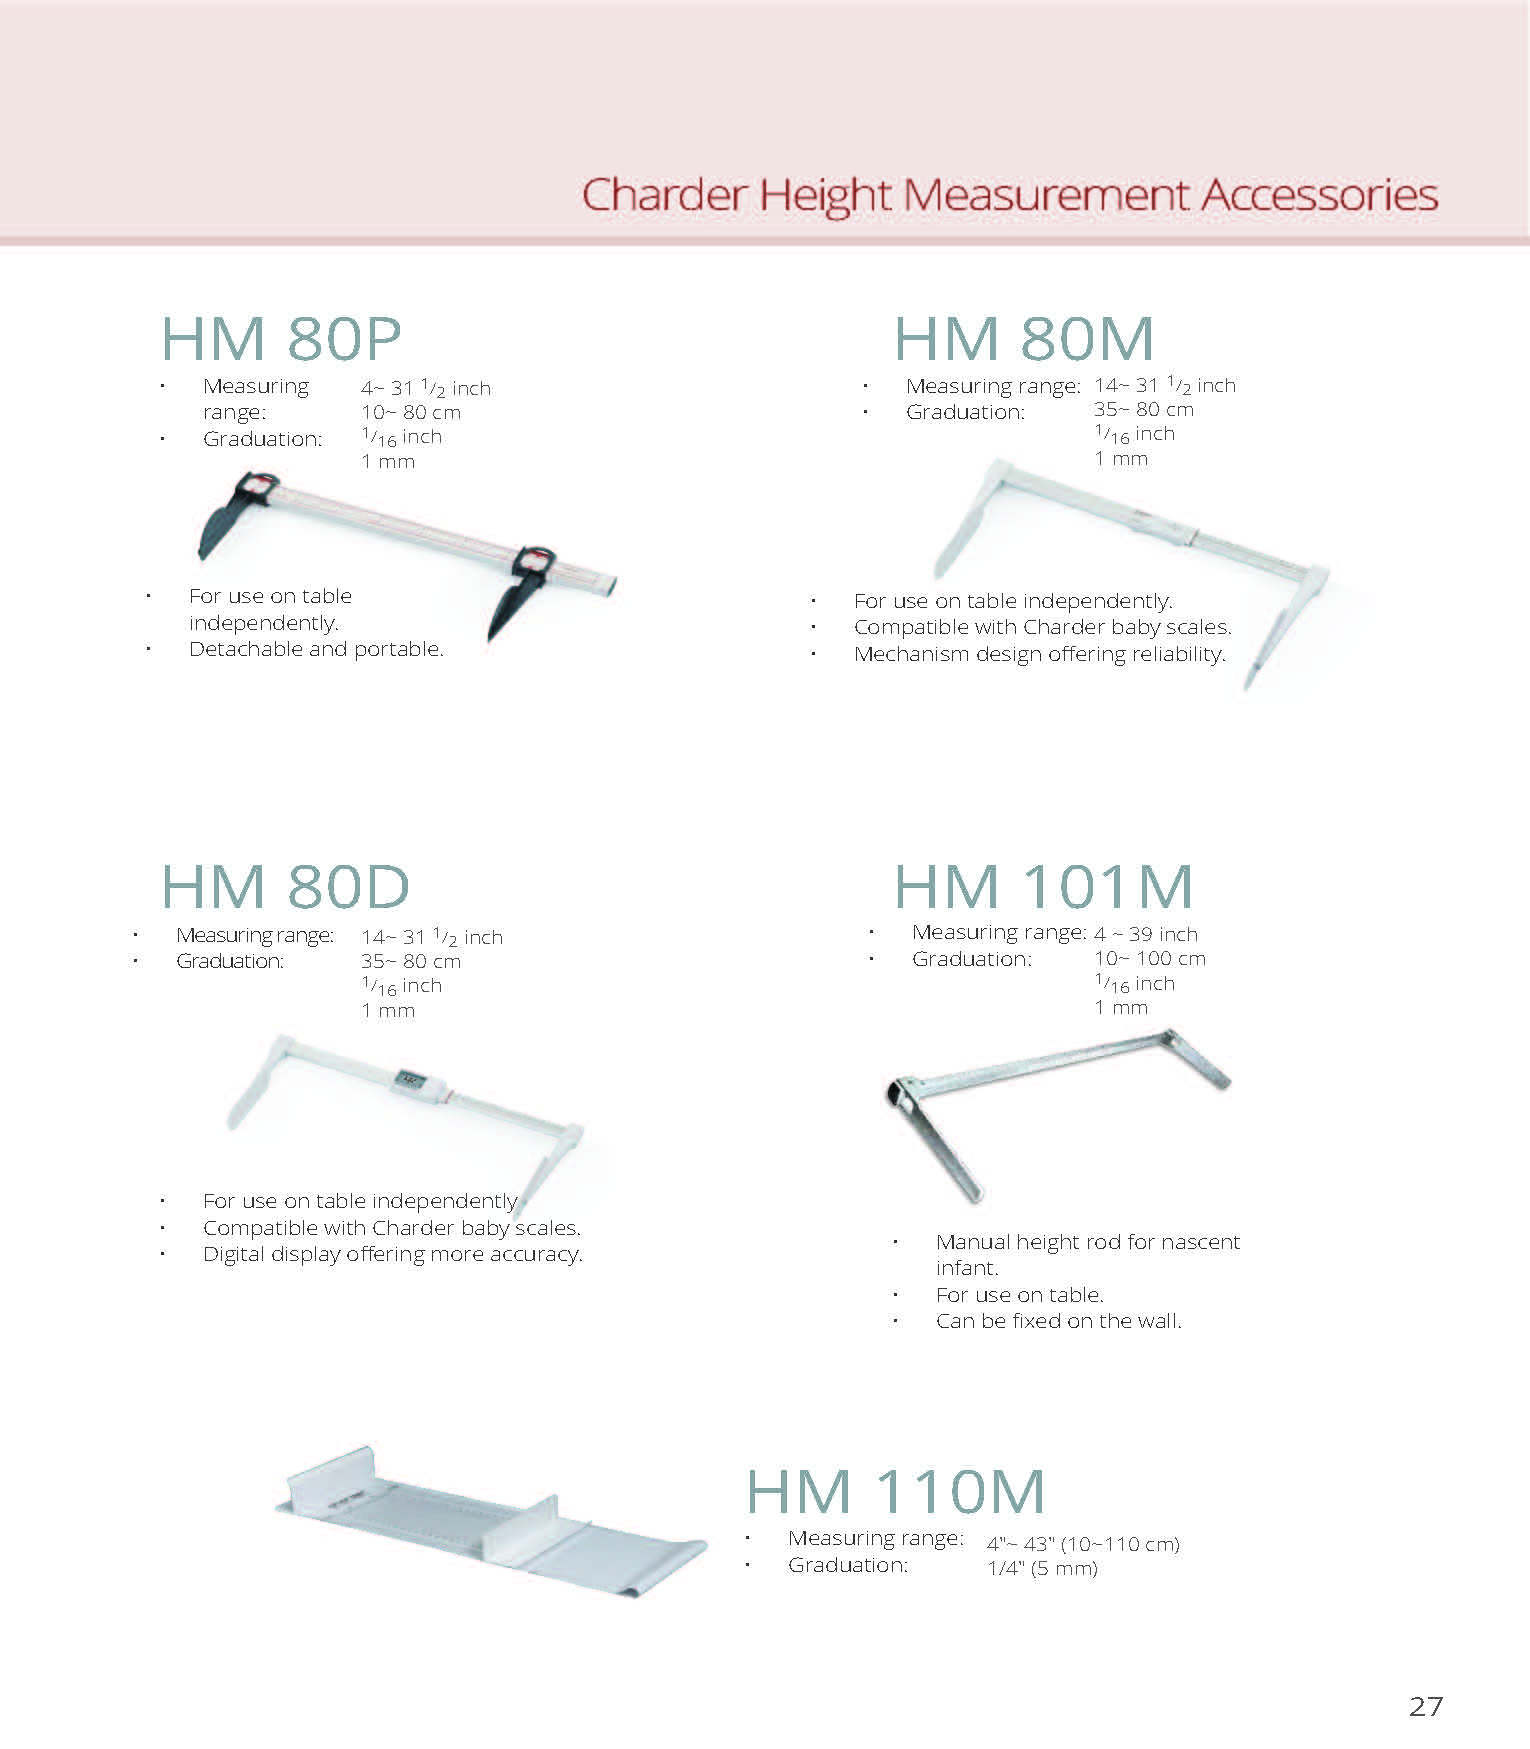 Charder Height Measurement Accessories
HM 80P
• Measuring range: 4~ 31 1/2 inch
10~ 80 cm
• Graduation: 1/16 inch
1 mm
• For use on table
independently.
• Detachable and portable.
HM 80M
• Measuring range: 14~ 31 1/2 inch
• Graduation: 35~ 80 cm
1/16 inch
1 mm
• For use on table independently.
• Compatible with Charder baby scales.
• Mechanism design offering reliability.
HM 80D
• Measuring range: 14~ 31 1/2 inch
• Graduation: 35~ 80 cm
1/16 inch
1 mm
• For use on table independently
• Compatible with Charder baby scales.
• Digital display offering more accuracy.
HM 101M
• Measuring range: 4 ~ 39 inch
• Graduation: 10~ 100 cm
1/16 inch
1 mm
• Manual height rod for nascent
infant.
• For use on table.
• Can be fixed on the wall.
HM 110M
• Measuring range: 4"~ 43" (10~110 cm)
• Graduation: 1/4" (5 mm)
27